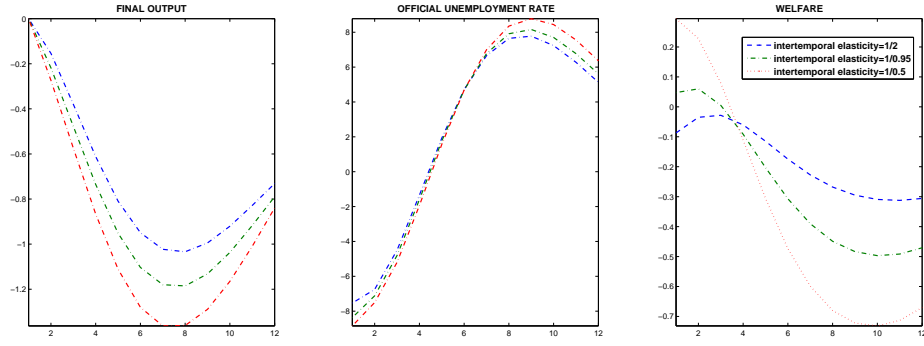 FINAL OUTPUT
0
−0.2
−0.4
−0.6
−0.8
−1
−1.2
2 4 6 8 10 12
OFFICIAL UNEMPLOYMENT RATE
8
6
4
2
0
−2
−4
−6
−8
2 4 6 8 10 12
WELFARE
intertemporal elasticity=1/2
intertemporal elasticity=1/0.95
intertemporal elasticity=1/0.5
0.2
0.1
0
−0.1
−0.2
−0.3
−0.4
−0.5
−0.6
−0.7
2 4 6 8 10 12